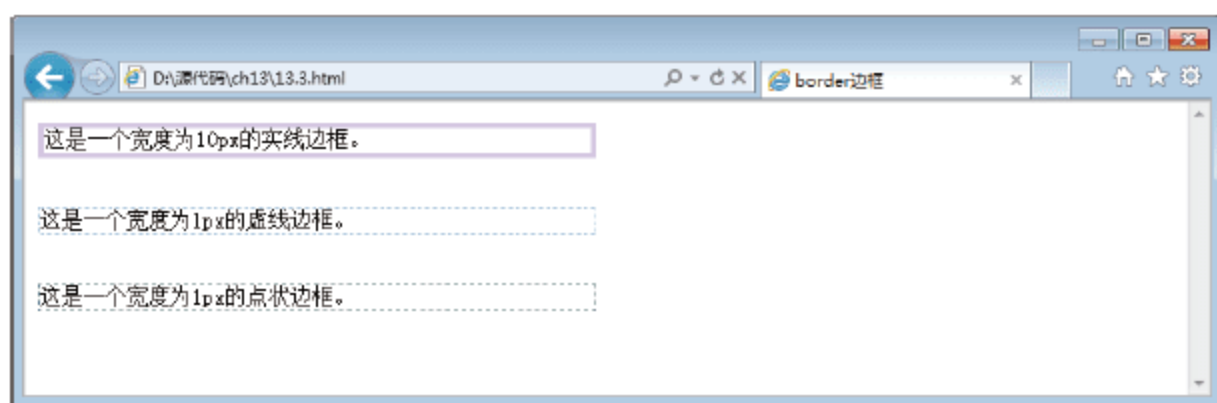 D:\源代码\ch13\13.3.html
border边框
这是一个宽度为10px的实线边框。
这是一个宽度为1px的虚线边框。
这是一个宽度为1px的点状边框。